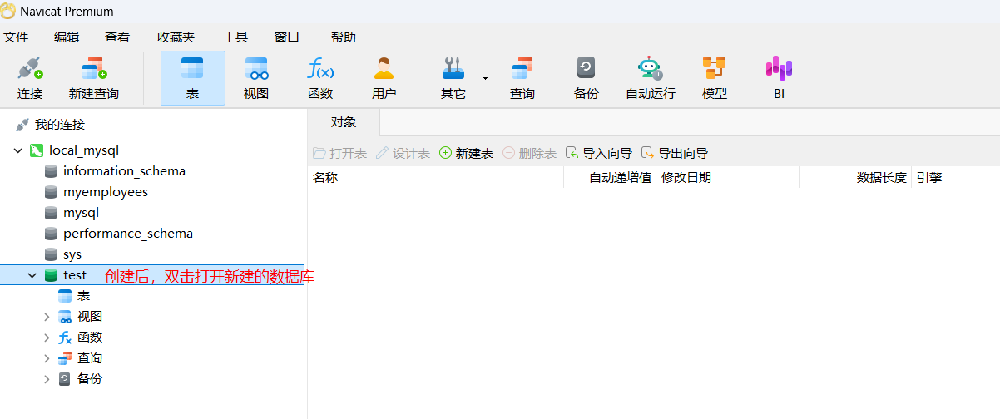 Navicat Premium
文件 编辑 查看 收藏夹 工具 窗口 帮助
连接 新建查询 表 视图 函数 用户 其它 查询 备份 自动运行 模型 BI
我的连接
对象
local_mysql
打开表 设计表 新建表 删除表 导入向导 导出向导
information_schema
名称 自动递增值 修改日期 数据长度 引擎
myemployees
mysql
performance_schema
sys
test 创建后，双击打开新建的数据库
表
视图
函数
查询
备份